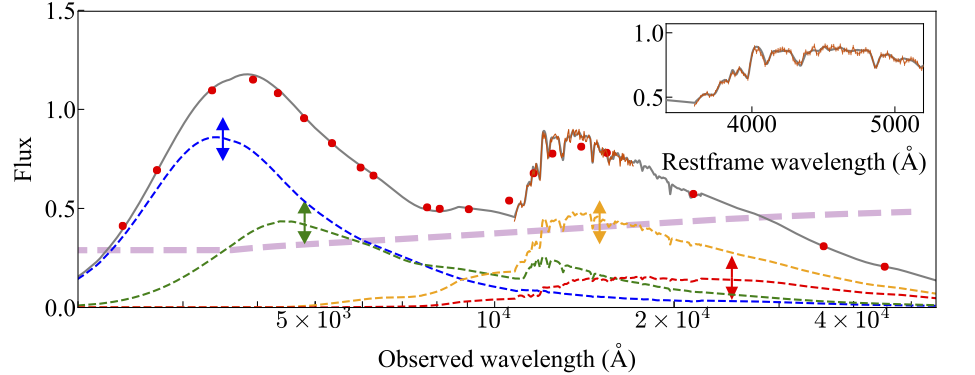 1.5
1.0
0.5
0.0
Flux
5 × 10³
10⁴
2 × 10⁴
4 × 10⁴
Observed wavelength (Å)
1.0
0.5
4000
5000
Restframe wavelength (Å)